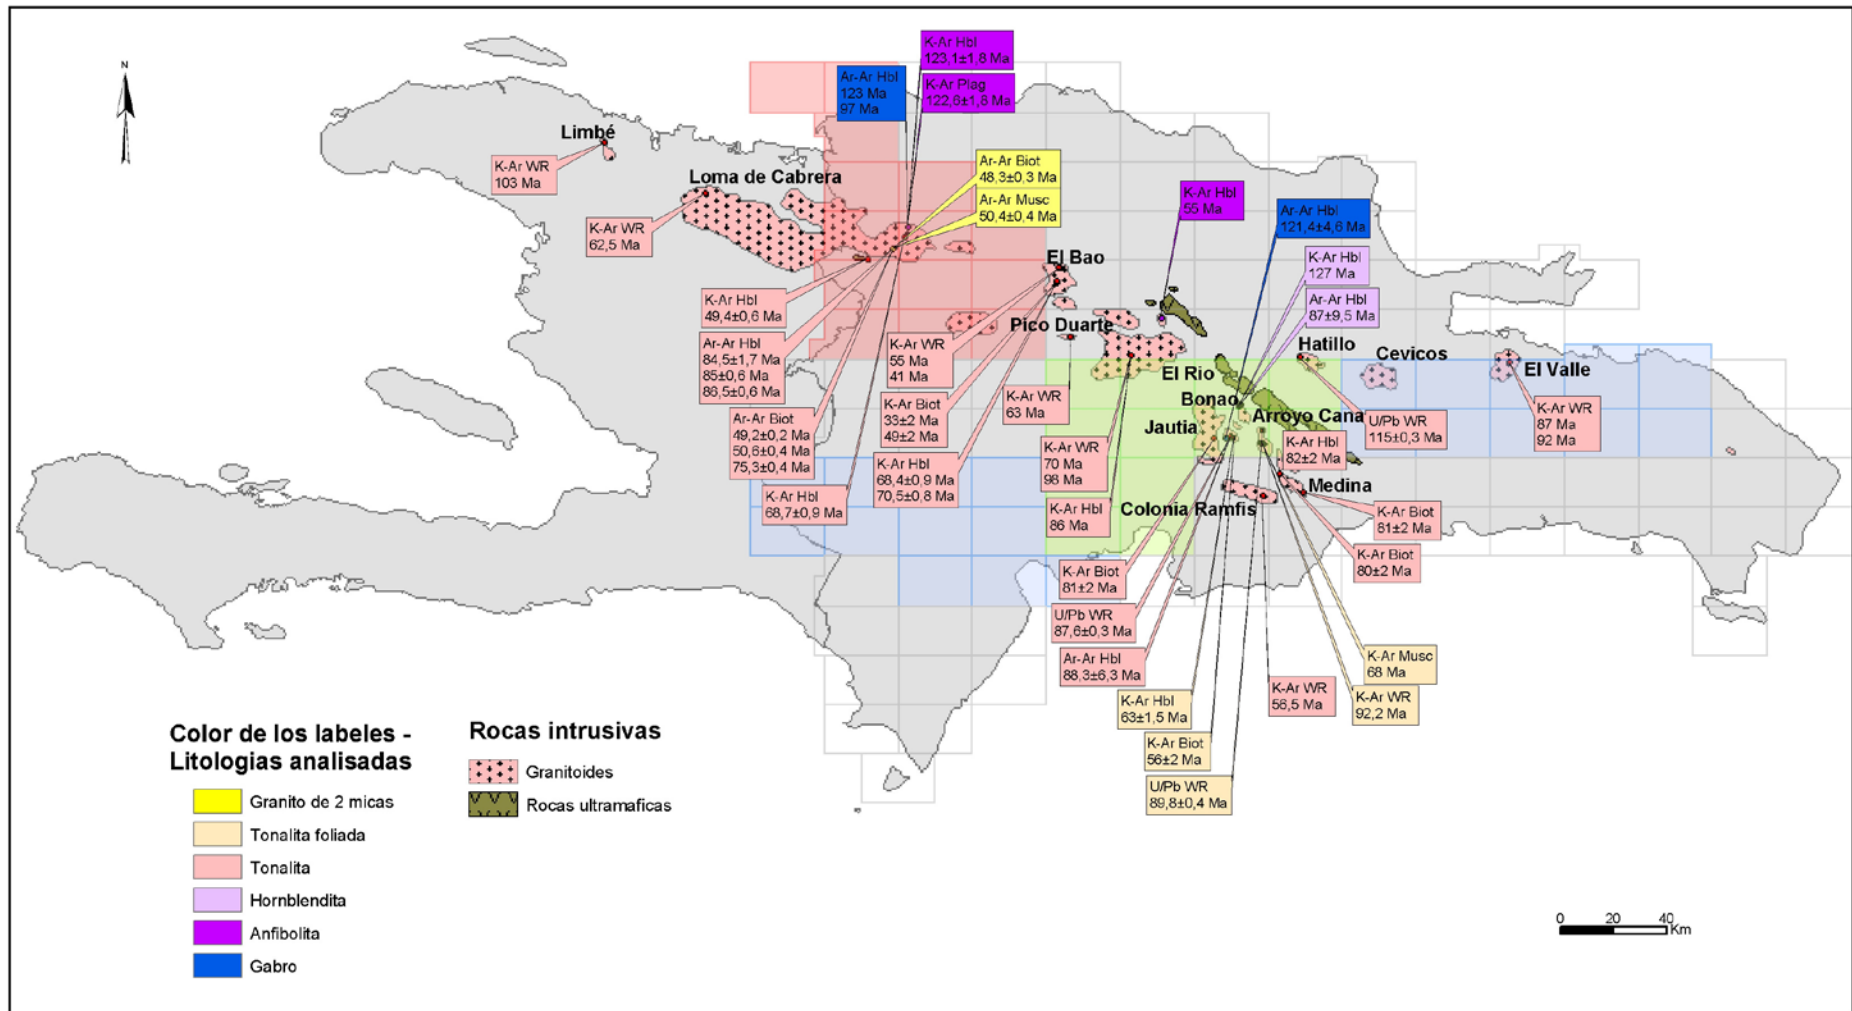 N
K-Ar Hbl
123,1±1,8 Ma
K-Ar Plag
122,6±1,8 Ma
Ar-Ar Hbl
123 Ma
97 Ma
Limbé
K-Ar WR
103 Ma
Loma de Cabrera
K-Ar WR
62,5 Ma
Ar-Ar Biot
48,3±0,3 Ma
Ar-Ar Musc
50,4±0,4 Ma
K-Ar Hbl
55 Ma
Ar-Ar Hbl
121,4±4,6 Ma
K-Ar Hbl
127 Ma
Ar-Ar Hbl
87±9,5 Ma
El Bao
Pico Duarte
El Rio
Bonao
Jautia
Arroyo Cana
Hatillo
Cevicos
El Valle
Medina
Colonia Ramfis
K-Ar Hbl
49,4±0,6 Ma
Ar-Ar Hbl
84,5±1,7 Ma
85±0,6 Ma
86,5±0,6 Ma
Ar-Ar Biot
49,2±0,2 Ma
50,6±0,4 Ma
75,3±0,4 Ma
K-Ar Hbl
68,7±0,9 Ma
K-Ar WR
55 Ma
41 Ma
K-Ar Biot
33±2 Ma
49±2 Ma
K-Ar Hbl
68,4±0,9 Ma
70,5±0,8 Ma
K-Ar WR
63 Ma
K-Ar WR
70 Ma
98 Ma
K-Ar Hbl
86 Ma
U/Pb WR
115±0,3 Ma
K-Ar Hbl
82±2 Ma
K-Ar WR
87 Ma
92 Ma
K-Ar Biot
81±2 Ma
K-Ar Biot
80±2 Ma
K-Ar Biot
81±2 Ma
U/Pb WR
87,6±0,3 Ma
Ar-Ar Hbl
88,3±6,3 Ma
K-Ar Hbl
63±1,5 Ma
K-Ar Biot
56±2 Ma
U/Pb WR
89,8±0,4 Ma
K-Ar WR
56,5 Ma
K-Ar Musc
68 Ma
K-Ar WR
92,2 Ma
Color de los labeles -
Litologias analisadas
Granito de 2 micas
Tonalita foliada
Tonalita
Hornblendita
Anfibolita
Gabro
Rocas intrusivas
Granitoides
Rocas ultramaficas
0 20 40
Km